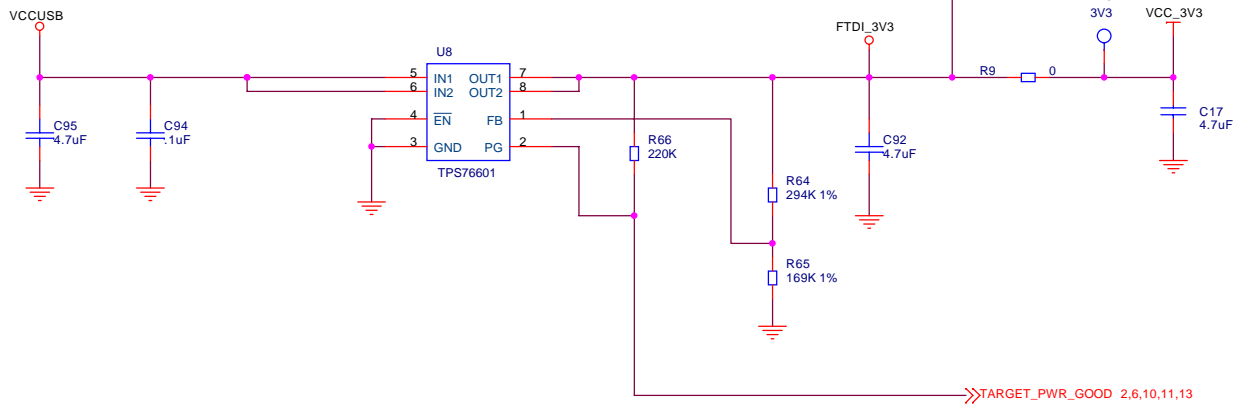 VCCUSB
3V3
VCC_3V3
FTDI_3V3
U8
R9 0
5 IN1 OUT1 7
6 IN2 OUT2 8
4 EN FB 1
3 GND PG 2
TPS76601
C95
4.7uF
C94
.1uF
R66
220K
C92
4.7uF
C17
4.7uF
R64
294K 1%
R65
169K 1%
TARGET_PWR_GOOD 2,6,10,11,13